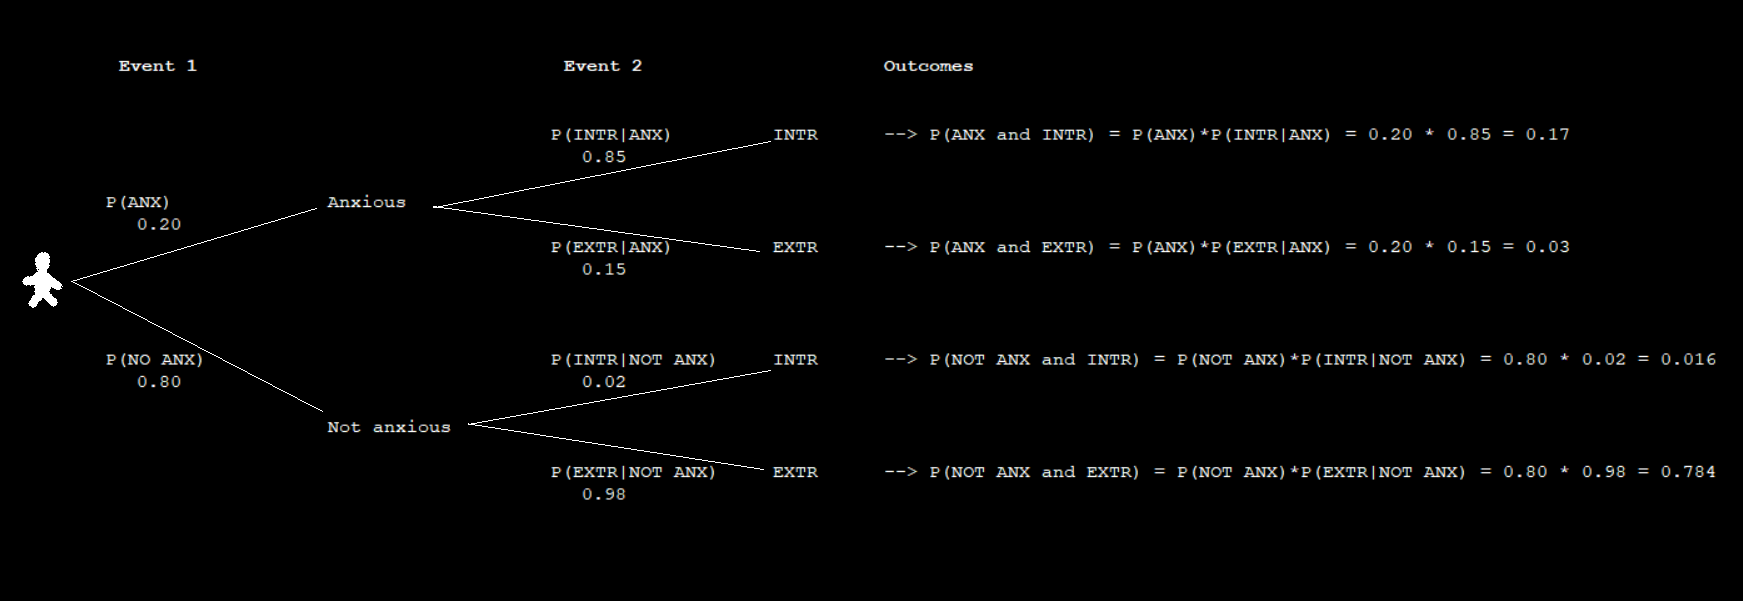 Event 1 Event 2 Outcomes
P(INTR|ANX) INTR --> P(ANX and INTR) = P(ANX)*P(INTR|ANX) = 0.20 * 0.85 = 0.17
0.85
P(ANX) Anxious
0.20
P(EXTR|ANX) EXTR --> P(ANX and EXTR) = P(ANX)*P(EXTR|ANX) = 0.20 * 0.15 = 0.03
0.15
P(NO ANX) P(INTR|NOT ANX) INTR --> P(NOT ANX and INTR) = P(NOT ANX)*P(INTR|NOT ANX) = 0.80 * 0.02 = 0.016
0.80 0.02
Not anxious
P(EXTR|NOT ANX) EXTR --> P(NOT ANX and EXTR) = P(NOT ANX)*P(EXTR|NOT ANX) = 0.80 * 0.98 = 0.784
0.98